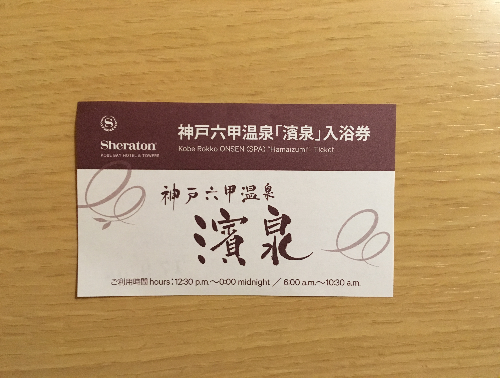 神戸六甲温泉「濱泉」入浴券
Kobe Rokko ONSEN (SPA) "Hamaizumi" Ticket
Sheraton
KOBE BAY HOTEL & TOWERS
神戸六甲温泉
濱泉
ご利用時間 hours:12:30 p.m.～0:00 midnight ／ 6:00 a.m.～10:30 a.m.